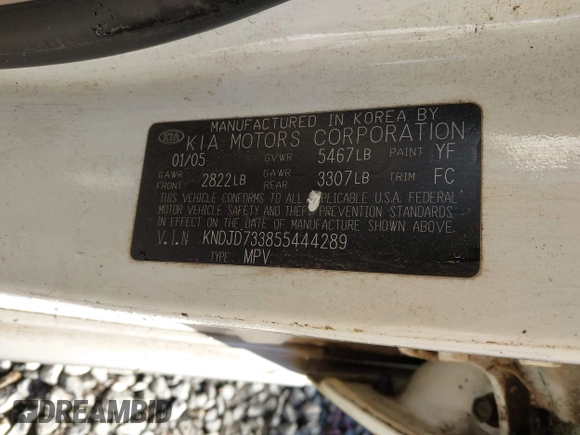 MANUFACTURED IN KOREA BY
KIA KIA MOTORS CORPORATION
01/05 GVWR 5467LB PAINT YF
GAWR FRONT 2822LB GAWR REAR 3307LB TRIM FC
THIS VEHICLE CONFORMS TO ALL APPLICABLE U.S.A. FEDERAL
MOTOR VEHICLE SAFETY AND THEFT PREVENTION STANDARDS
IN EFFECT ON THE DATE OF MANUFACTURE SHOWN ABOVE.
V.I.N KNDJD733855444289
TYPE MPV
DREAMBID